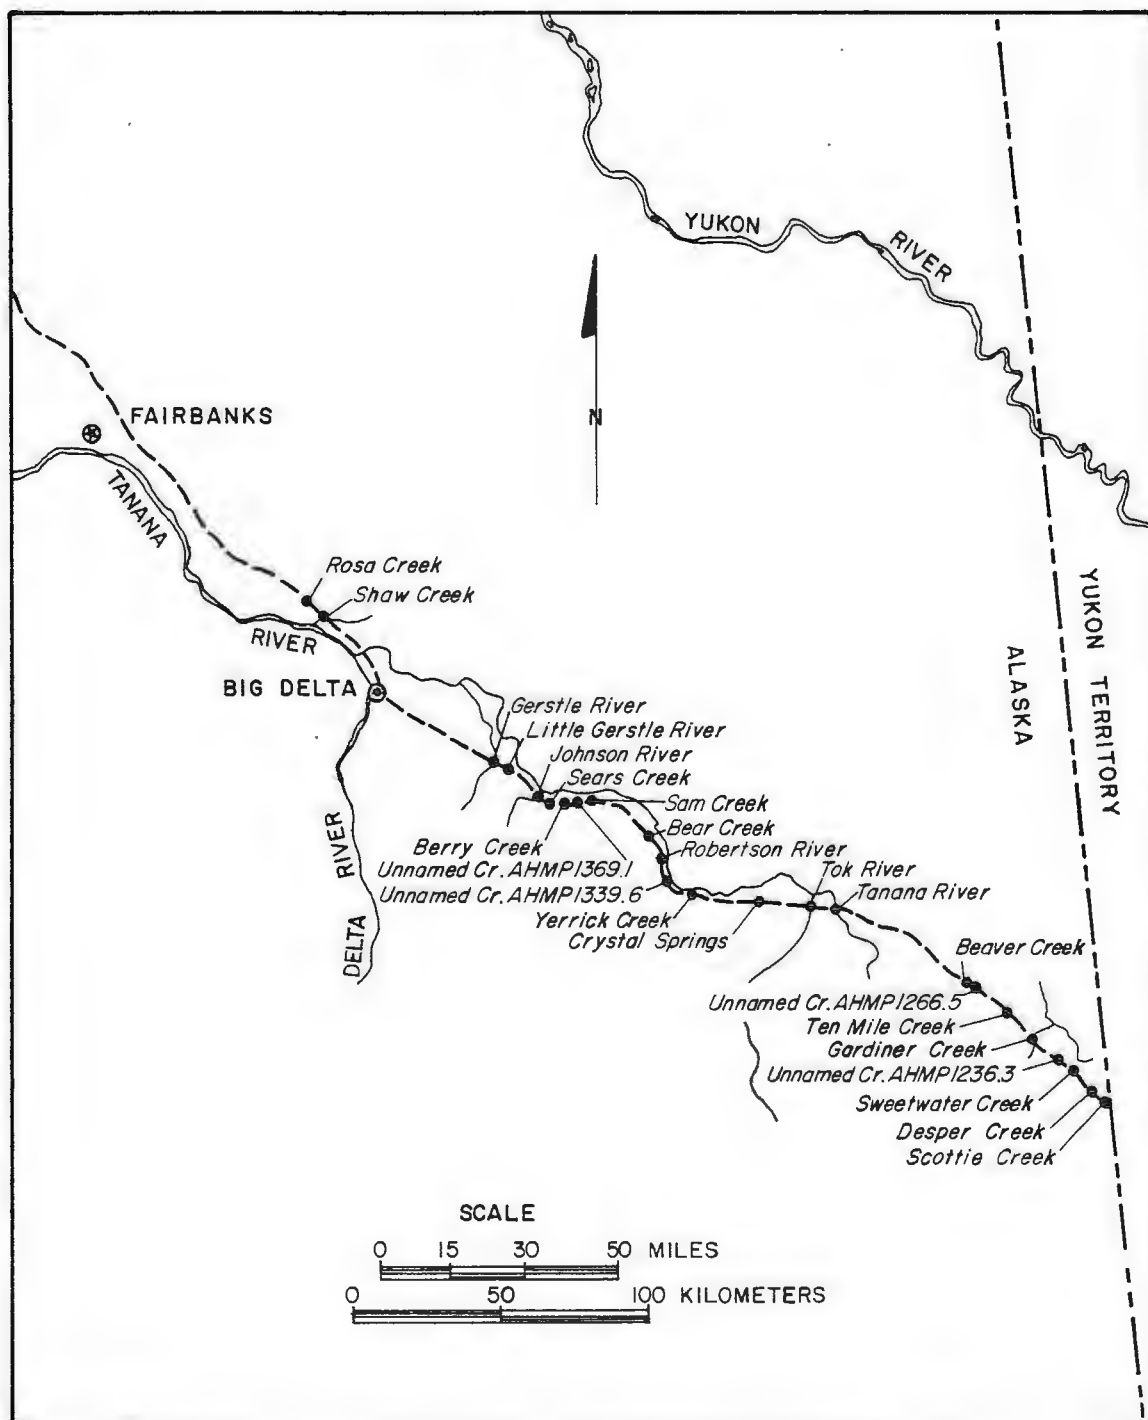 YUKON RIVER
N
FAIRBANKS
TANANA RIVER
Rosa Creek
Shaw Creek
YUKON TERRITORY
ALASKA
BIG DELTA
DELTA RIVER
Gerstle River
Little Gerstle River
Johnson River
Sears Creek
Sam Creek
Bear Creek
Berry Creek
Robertson River
Unnamed Cr. AHMP1369.1
Tok River
Unnamed Cr. AHMP1339.6
Tanana River
Yerrick Creek
Crystal Springs
Beaver Creek
Unnamed Cr. AHMP1266.5
Ten Mile Creek
Gardiner Creek
Unnamed Cr. AHMP1236.3
Sweetwater Creek
Desper Creek
Scottie Creek
SCALE
0 15 30 50 MILES
0 50 100 KILOMETERS